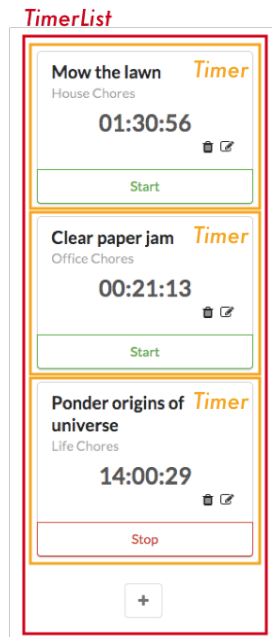 TimerList
Mow the lawn Timer
House Chores
01:30:56
Start
Clear paper jam Timer
Office Chores
00:21:13
Start
Ponder origins of Timer
universe
Life Chores
14:00:29
Stop
+